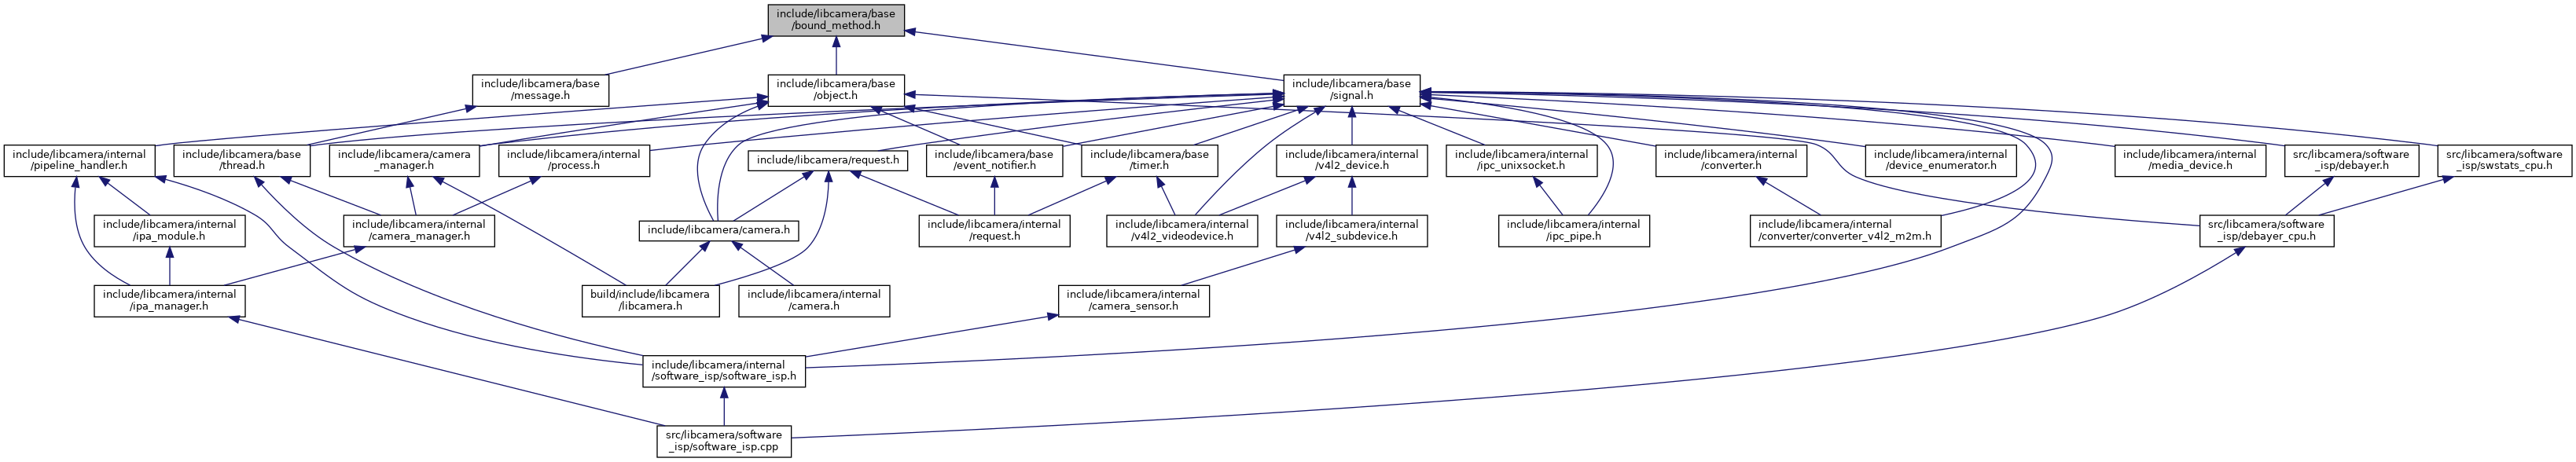 include/libcamera/base
/bound_method.h
include/libcamera/base
/message.h
include/libcamera/base
/object.h
include/libcamera/base
/signal.h
include/libcamera/internal
/pipeline_handler.h
include/libcamera/base
/thread.h
include/libcamera/camera
_manager.h
include/libcamera/internal
/process.h
include/libcamera/request.h
include/libcamera/base
/event_notifier.h
include/libcamera/base
/timer.h
include/libcamera/internal
/v4l2_device.h
include/libcamera/internal
/ipc_unixsocket.h
include/libcamera/internal
/converter.h
include/libcamera/internal
/device_enumerator.h
include/libcamera/internal
/media_device.h
src/libcamera/software
_isp/debayer.h
src/libcamera/software
_isp/swstats_cpu.h
include/libcamera/internal
/ipa_module.h
include/libcamera/internal
/camera_manager.h
include/libcamera/camera.h
include/libcamera/internal
/request.h
include/libcamera/internal
/v4l2_videodevice.h
include/libcamera/internal
/v4l2_subdevice.h
include/libcamera/internal
/ipc_pipe.h
include/libcamera/internal
/converter/converter_v4l2_m2m.h
src/libcamera/software
_isp/debayer_cpu.h
include/libcamera/internal
/ipa_manager.h
build/include/libcamera
/libcamera.h
include/libcamera/internal
/camera.h
include/libcamera/internal
/camera_sensor.h
include/libcamera/internal
/software_isp/software_isp.h
src/libcamera/software
_isp/software_isp.cpp